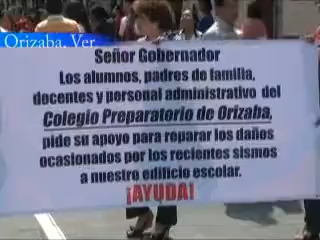 Orizaba, Ver
Señor Gobernador
Los alumnos, padres de familia,
docentes y personal administrativo del
Colegio Preparatorio de Orizaba,
pide su apoyo para reparar los daños
ocasionados por los recientes sismos
a nuestro edificio escolar.
¡AYUDA!